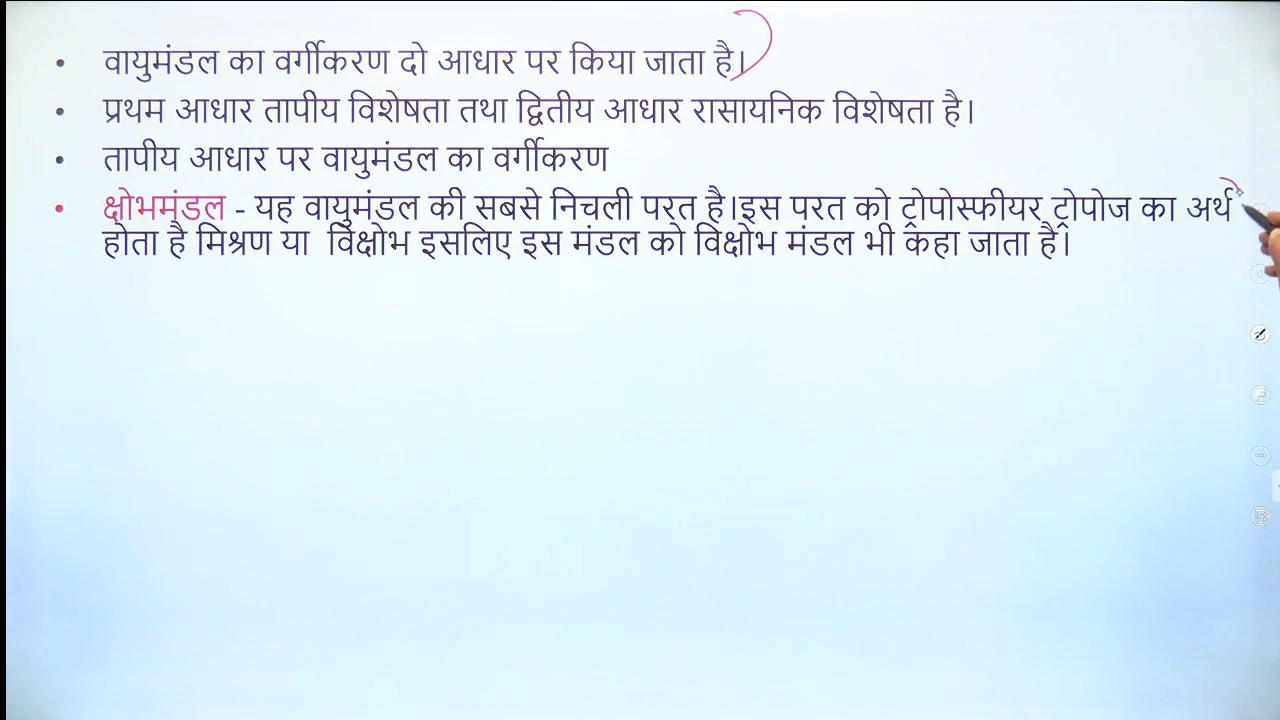 • वायुमंडल का वर्गीकरण दो आधार पर किया जाता है।
• प्रथम आधार तापीय विशेषता तथा द्वितीय आधार रासायनिक विशेषता है।
• तापीय आधार पर वायुमंडल का वर्गीकरण
• क्षोभमंडल - यह वायुमंडल की सबसे निचली परत है।इस परत को ट्रोपोस्फीयर ट्रोपोज का अर्थ
होता है मिश्रण या विक्षोभ इसलिए इस मंडल को विक्षोभ मंडल भी कहा जाता है।